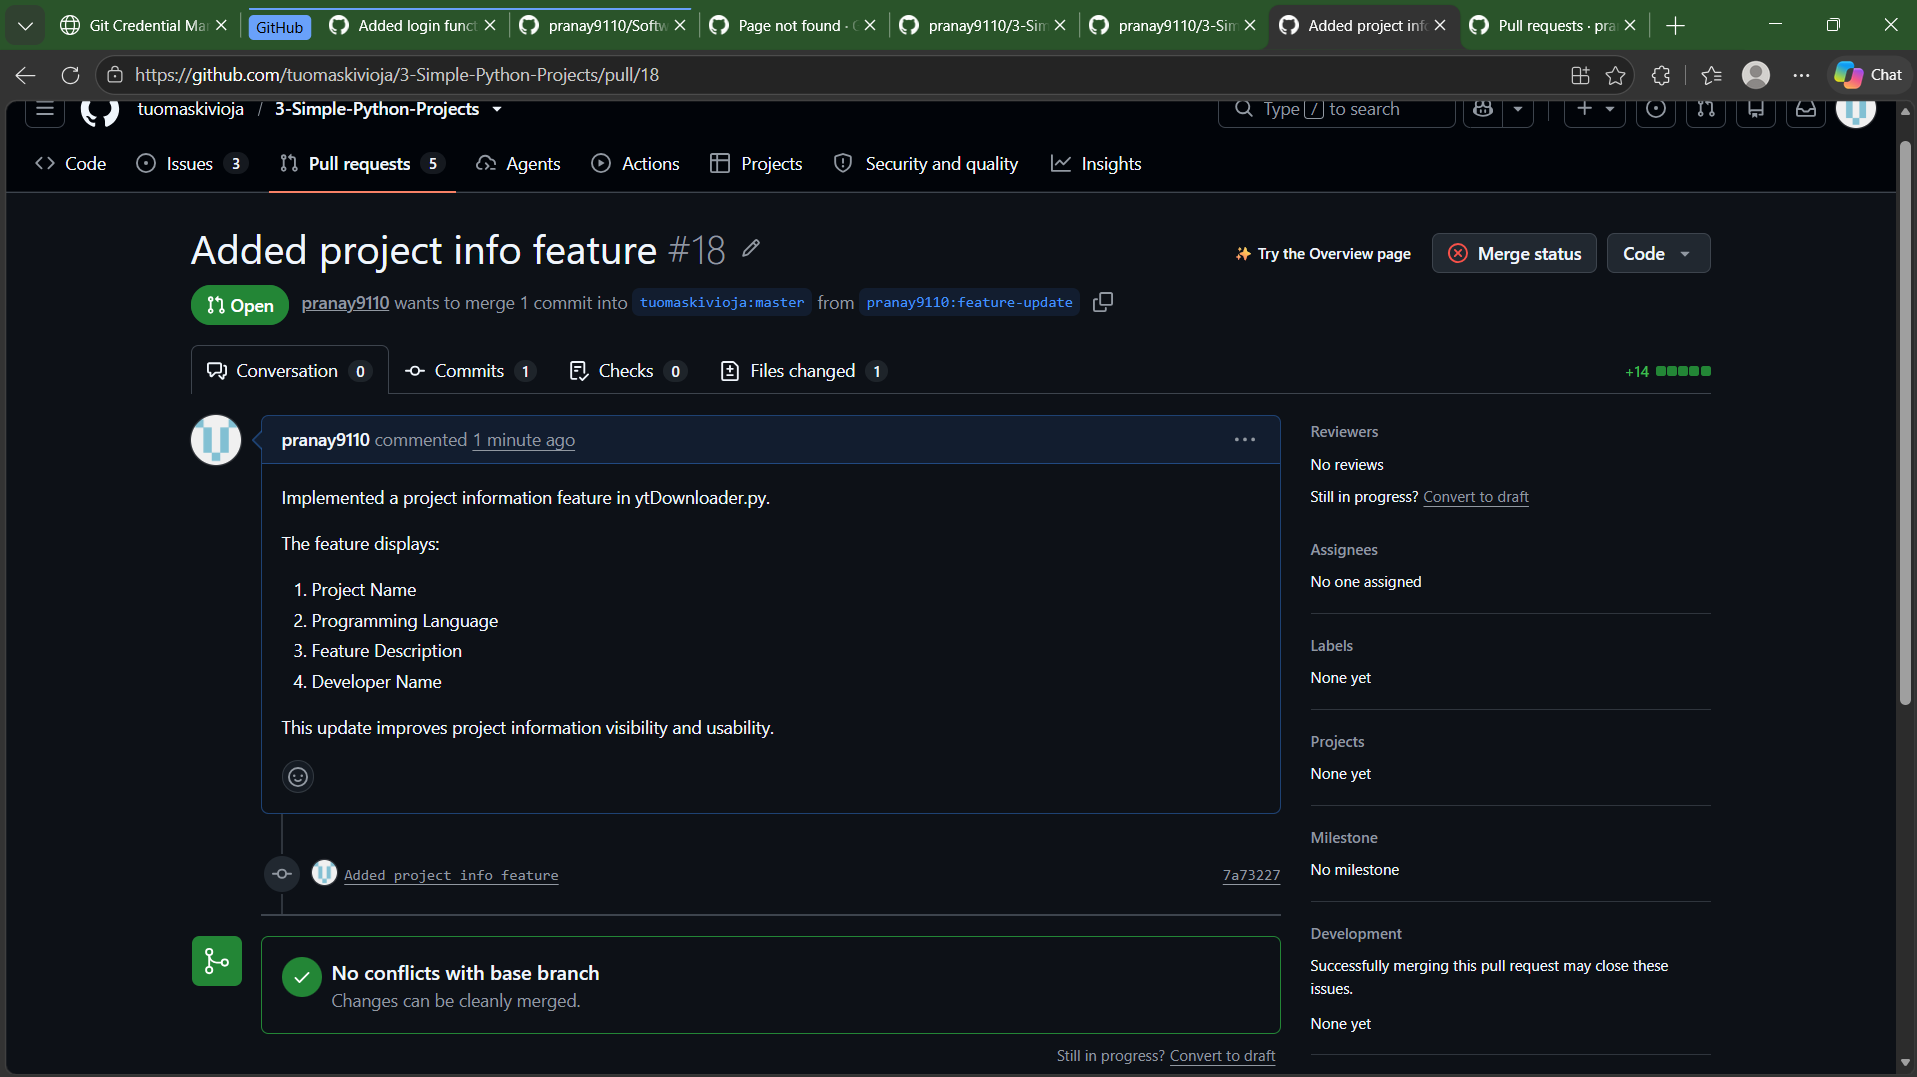 Git Credential Ma
GitHub
Added login funct
pranay9110/Softw
Page not found ·
pranay9110/3-Sim
pranay9110/3-Sim
Added project info
Pull requests · pra
https://github.com/tuomaskivioja/3-Simple-Python-Projects/pull/18
Chat
tuomaskivioja / 3-Simple-Python-Projects
Type / to search
Code
Issues 3
Pull requests 5
Agents
Actions
Projects
Security and quality
Insights
Added project info feature #18
Try the Overview page
Merge status
Code
Open
pranay9110 wants to merge 1 commit into tuomaskivioja:master from pranay9110:feature-update
Conversation 0
Commits 1
Checks 0
Files changed 1
+14
pranay9110 commented 1 minute ago
Implemented a project information feature in ytDownloader.py.
The feature displays:
1. Project Name
2. Programming Language
3. Feature Description
4. Developer Name
This update improves project information visibility and usability.
Added project info feature
7a73227
No conflicts with base branch
Changes can be cleanly merged.
Still in progress? Convert to draft
Reviewers
No reviews
Still in progress? Convert to draft
Assignees
No one assigned
Labels
None yet
Projects
None yet
Milestone
No milestone
Development
Successfully merging this pull request may close these
issues.
None yet